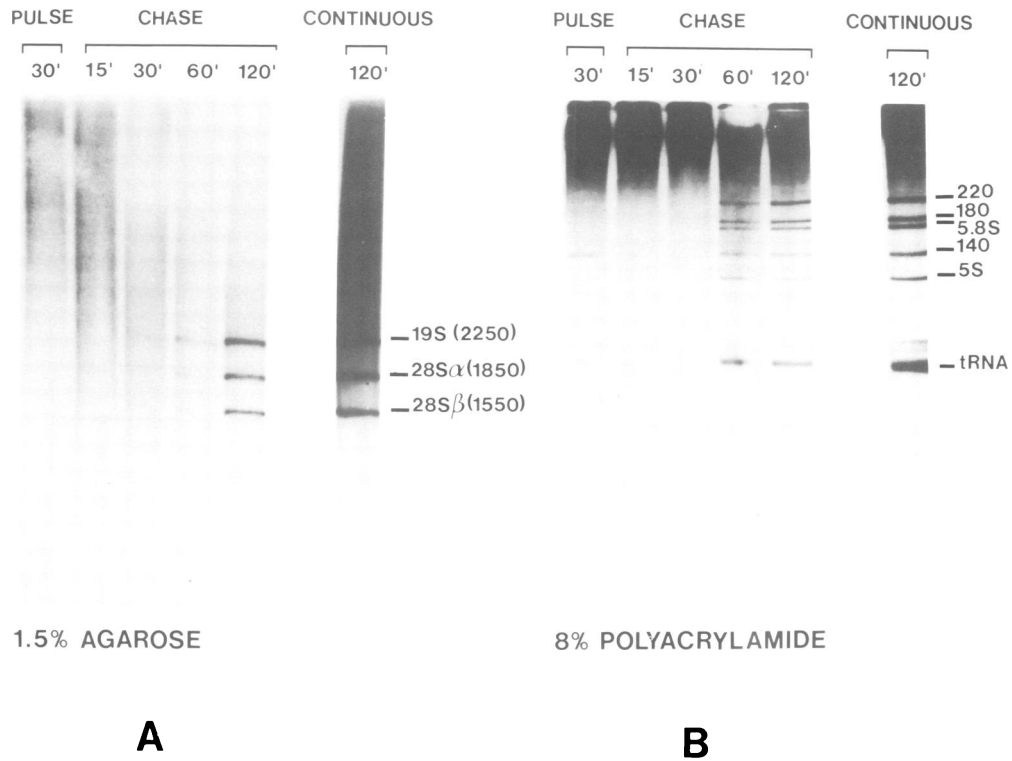 PULSE CHASE CONTINUOUS
30' 15' 30' 60' 120' 120'
19S (2250)
28Sα (1850)
28Sβ (1550)
1.5% AGAROSE
A
PULSE CHASE CONTINUOUS
30' 15' 30' 60' 120' 120'
220
180
5.8S
140
5S
tRNA
8% POLYACRYLAMIDE
B